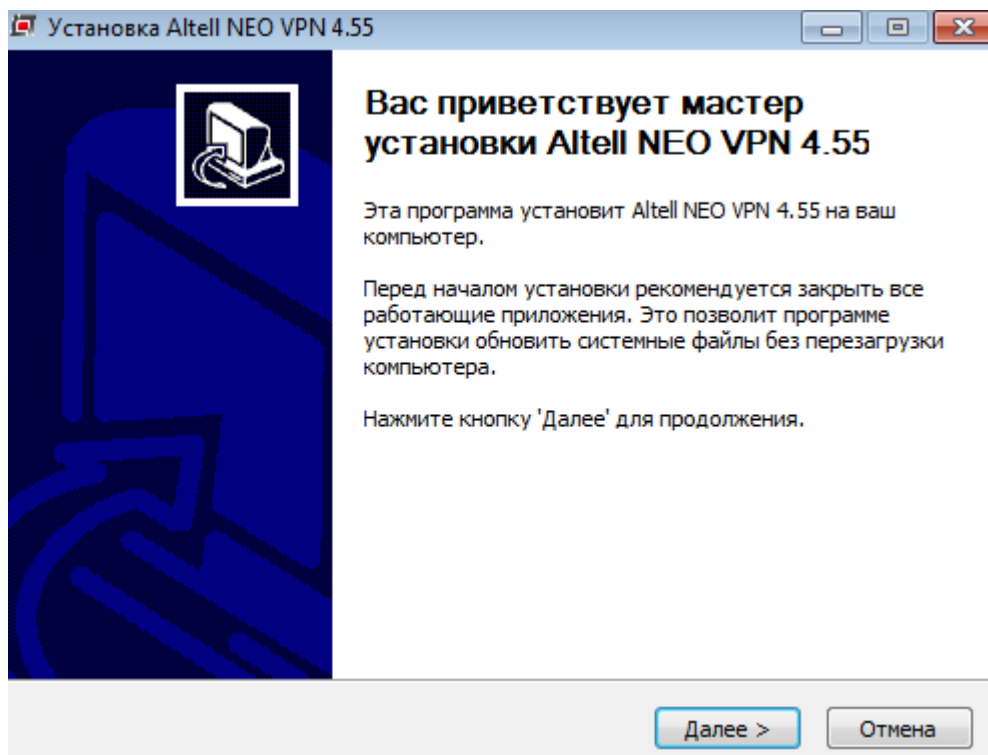 Установка Altell NEO VPN 4.55
Вас приветствует мастер
установки Altell NEO VPN 4.55
Эта программа установит Altell NEO VPN 4.55 на ваш
компьютер.
Перед началом установки рекомендуется закрыть все
работающие приложения. Это позволит программе
установки обновить системные файлы без перезагрузки
компьютера.
Нажмите кнопку 'Далее' для продолжения.
Далее >
Отмена